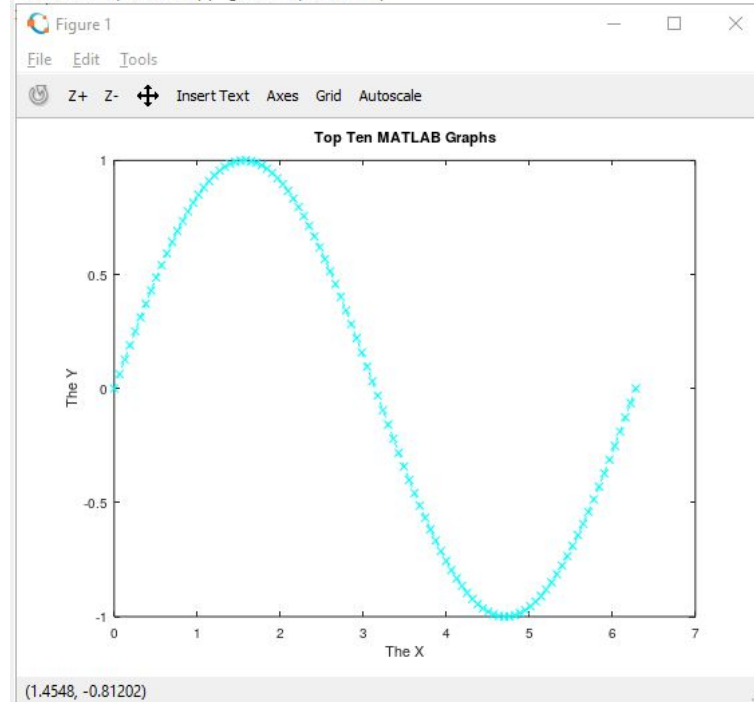 Figure 1
File Edit Tools
Z+ Z- Insert Text Axes Grid Autoscale
Top Ten MATLAB Graphs
1
0.5
0
-0.5
-1
The Y
0 1 2 3 4 5 6 7
The X
(1.4548, -0.81202)